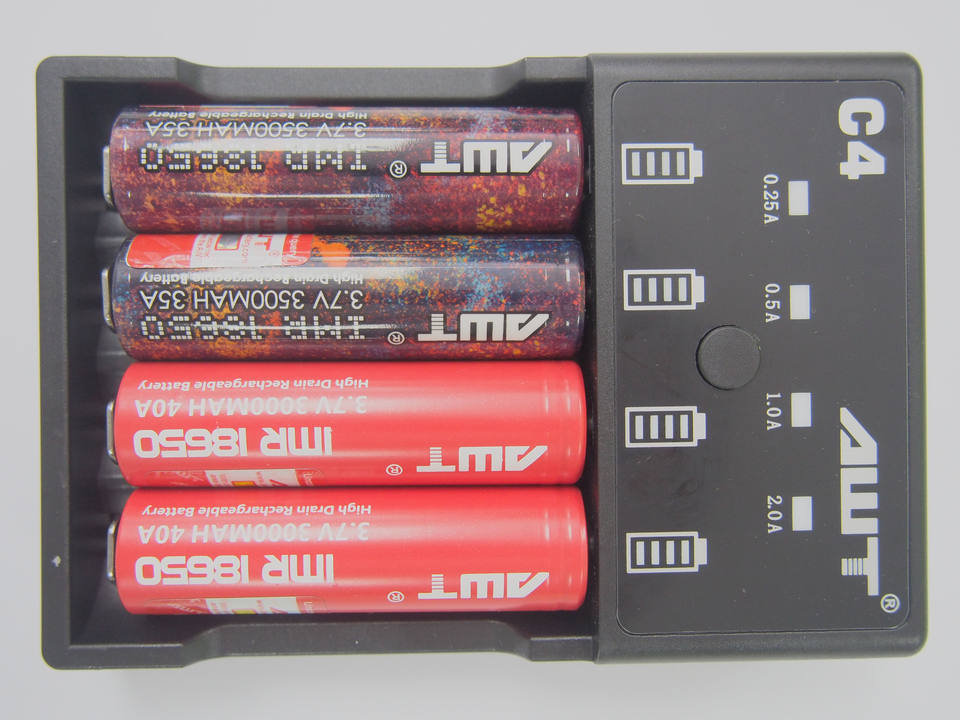 C4
0.25A
0.5A
1.0A
2.0A
AWT®
AWT® IMR 18650
3.7V 3500MAH 35A
High Drain Rechargeable Battery
AWT® IMR 18650
3.7V 3500MAH 35A
High Drain Rechargeable Battery
AWT® IMR 18650
3.7V 3000MAH 40A
High Drain Rechargeable Battery
AWT® IMR 18650
3.7V 3000MAH 40A
High Drain Rechargeable Battery